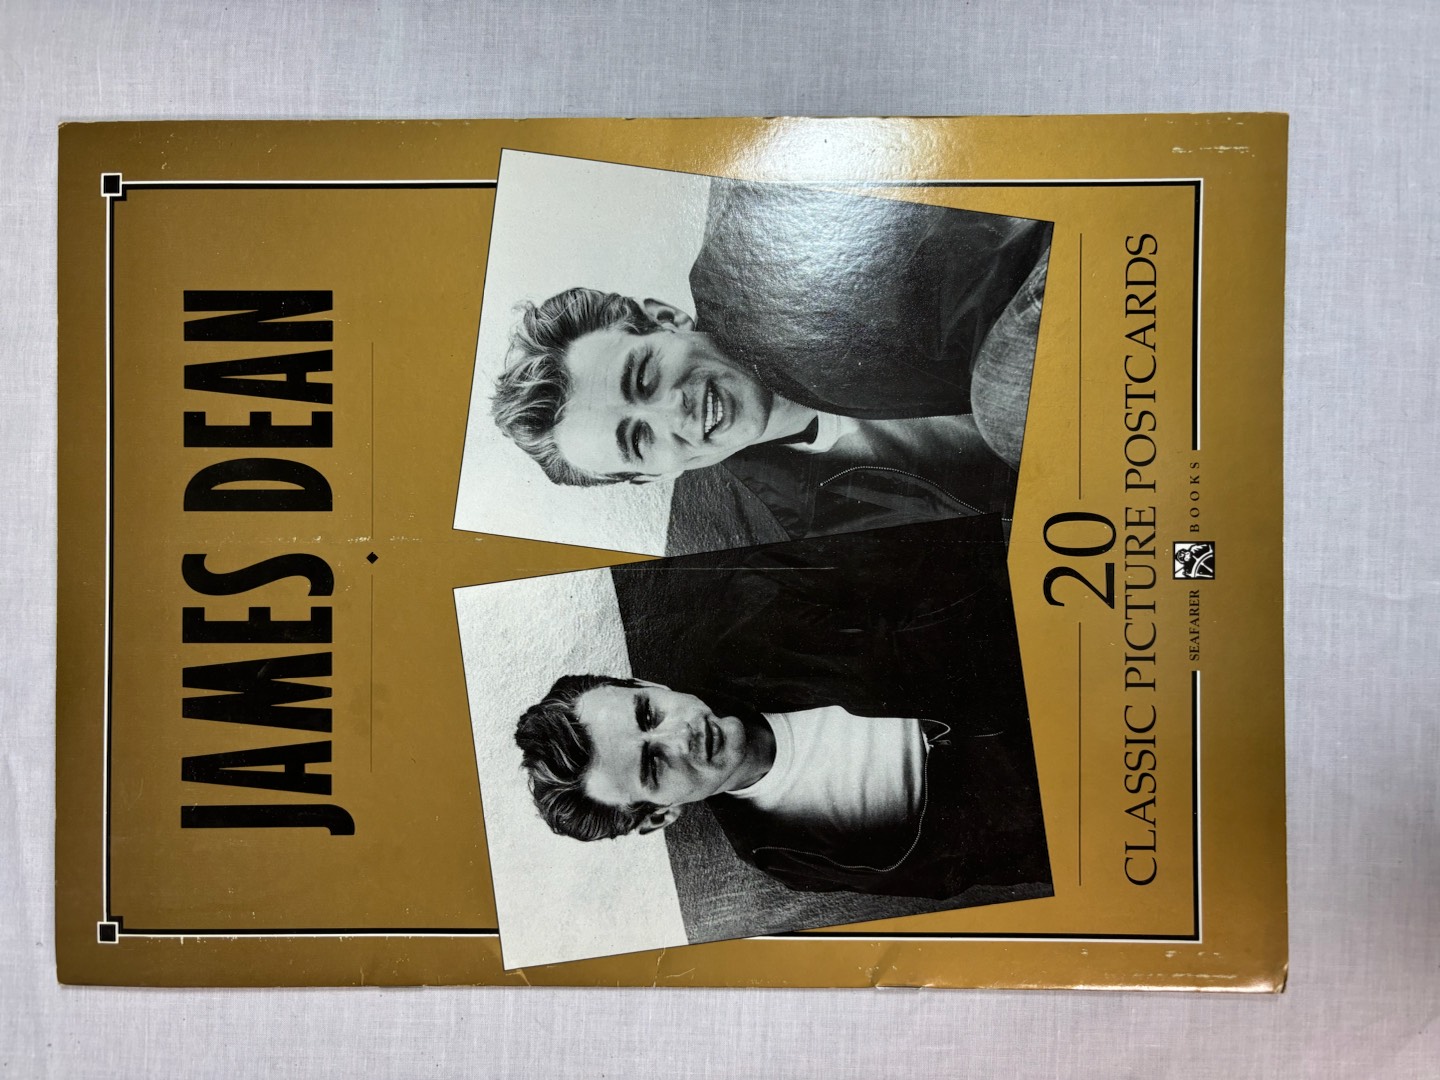 JAMES DEAN
20
CLASSIC PICTURE POSTCARDS
SEAFARER BOOKS